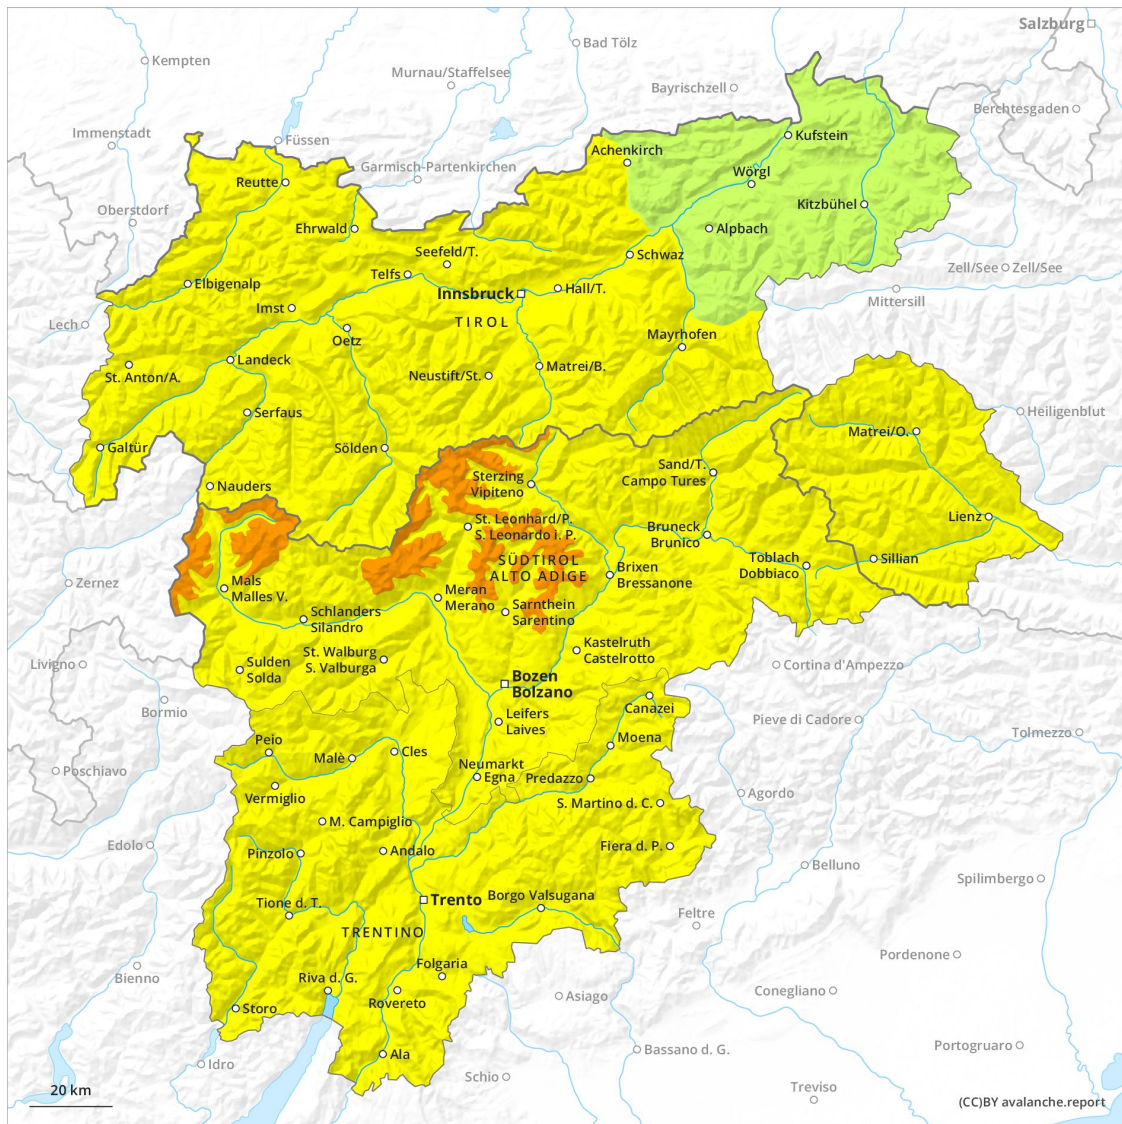 Salzburg
Bad Tölz
Kempten
Murnau/Staffelsee
Bayrischzell
Berchtesgaden
Immenstadt
Füssen
Kufstein
Achenkirch
Garmisch-Partenkirchen
Wörgl
Reutte
Kitzbühel
Oberstdorf
Ehrwald
Alpbach
Seefeld/T.
Schwaz
Zell/See
Zell/See
Telfs
Elbigenalp
Hall/T.
Innsbruck
Mittersill
Imst
TIROL
Lech
Oetz
Mayrhofen
Landeck
Matrei/B.
St. Anton/A.
Neustift/St.
Serfaus
Heiligenblut
Matrei/O.
Galtür
Sölden
Sand/T.
Campo Tures
Sterzing
Vipiteno
Nauders
St. Leonhard/P.
S. Leonardo i. P.
Lienz
Bruneck
Brunico
SÜDTIROL
ALTO ADIGE
Toblach
Dobbiaco
Sillian
Brixen
Bressanone
Zernez
Mals
Malles V.
Meran
Merano
Sarnthein
Sarentino
Schlanders
Silandro
Kastelruth
Castelrotto
St. Walburg
S. Valburga
Livigno
Sulden
Solda
Cortina d'Ampezzo
Bozen
Bolzano
Canazei
Bormio
Leifers
Laives
Pieve di Cadore
Tolmezzo
Moena
Peio
Cles
Malè
Neumarkt
Egna
Predazzo
Poschiavo
Vermiglio
Agordo
S. Martino d. C.
M. Campiglio
Edolo
Pinzolo
Andalo
Fiera d. P.
Belluno
Spilimbergo
Borgo Valsugana
Trento
Tione d. T.
Feltre
TRENTINO
Pordenone
Folgaria
Bienno
Riva d. G.
Conegliano
Asiago
Rovereto
Storo
Portogruaro
Bassano d. G.
Ala
Idro
Schio
Treviso
20 km
(CC)BY avalanche.report